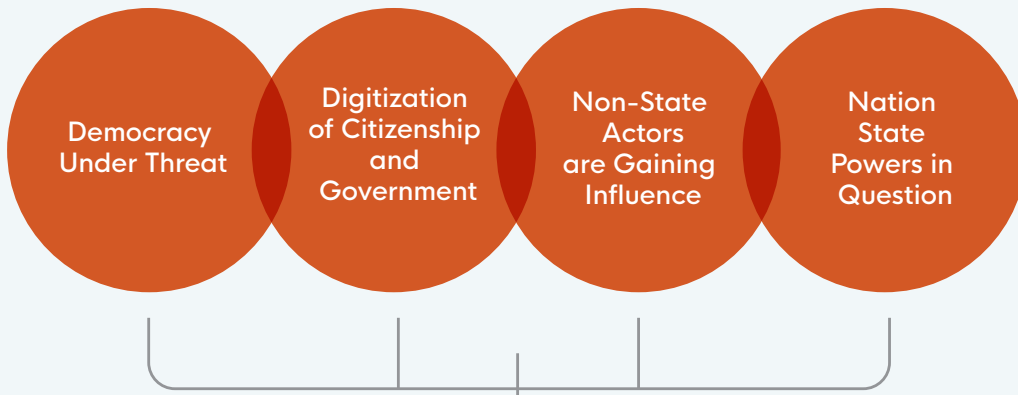 Democracy
Under Threat
Digitization
of Citizenship
and
Government
Non-State
Actors
are Gaining
Influence
Nation
State
Powers in
Question